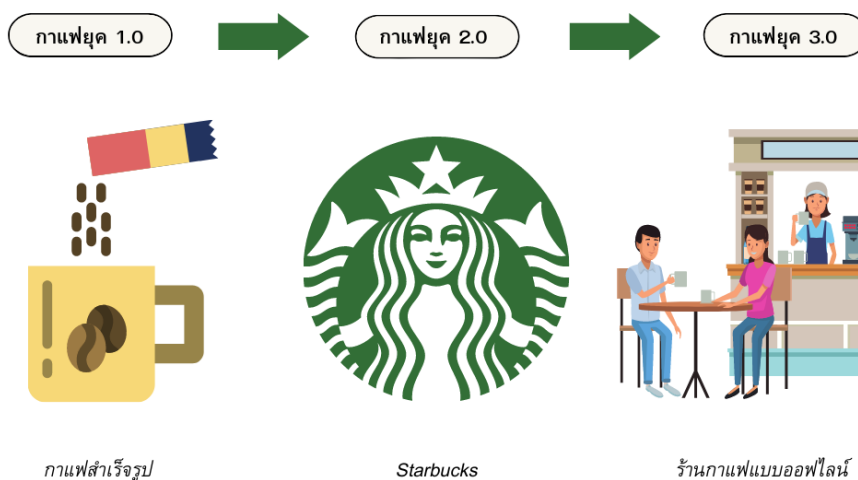 กาแฟยุค 1.0
กาแฟยุค 2.0
กาแฟยุค 3.0
กาแฟสำเร็จรูป
Starbucks
ร้านกาแฟแบบออฟไลน์